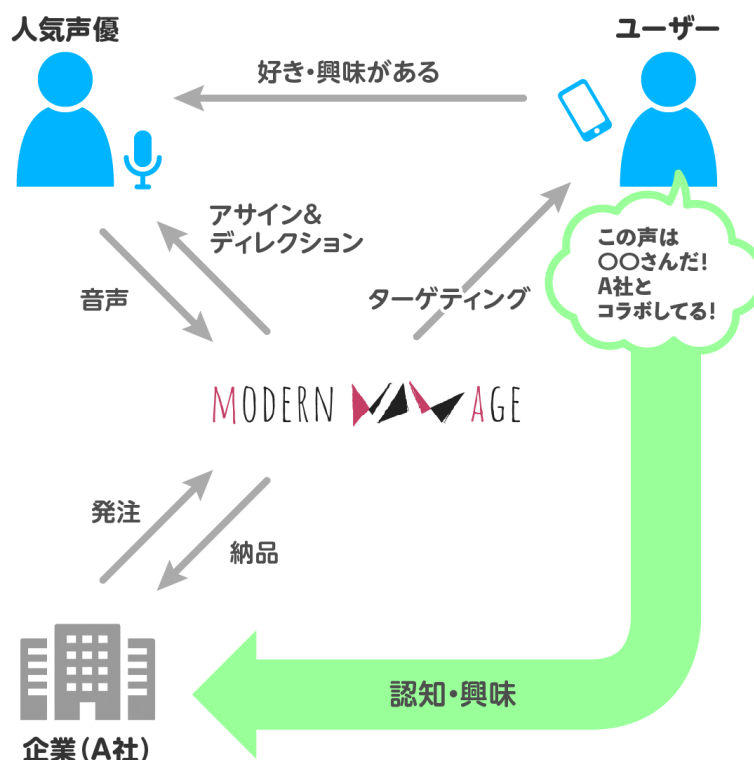 人気声優
ユーザー
好き・興味がある
アサイン&
ディレクション
音声
ターゲティング
この声は
〇〇さんだ!
A社と
コラボしてる!
MODERN AGE
発注
納品
認知・興味
企業(A社)